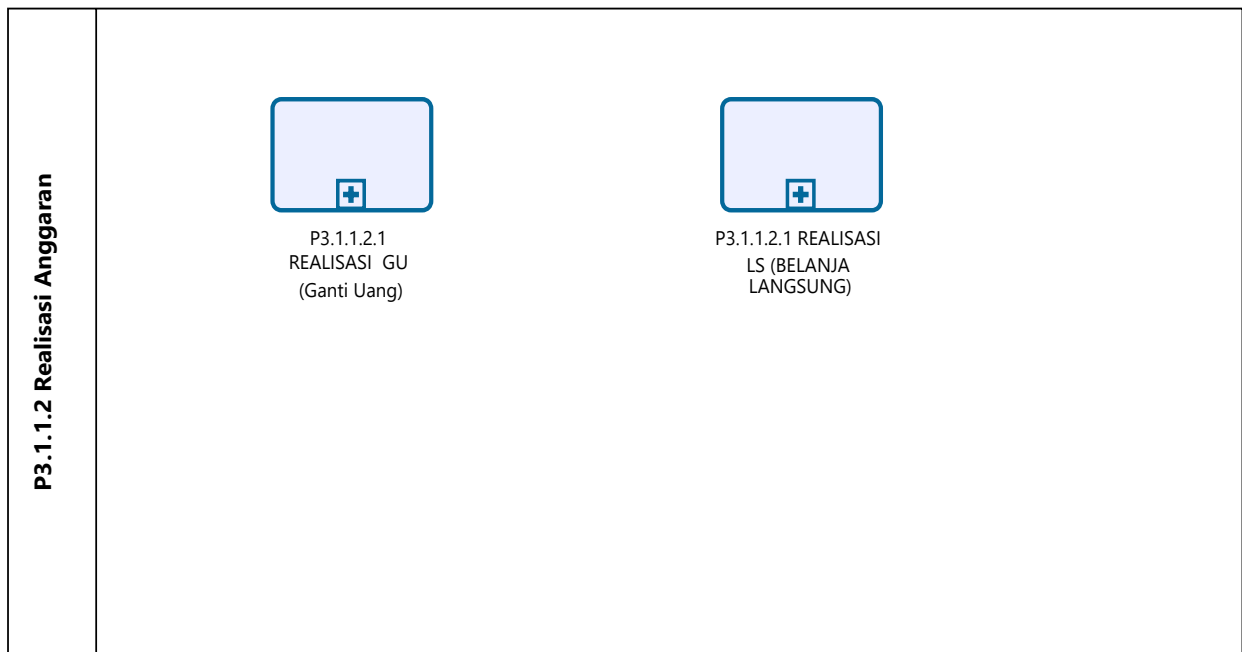 P3.1.1.2 Realisasi Anggaran
P3.1.1.2.1
REALISASI  GU
(Ganti Uang)
P3.1.1.2.1 REALISASI
LS (BELANJA
LANGSUNG)